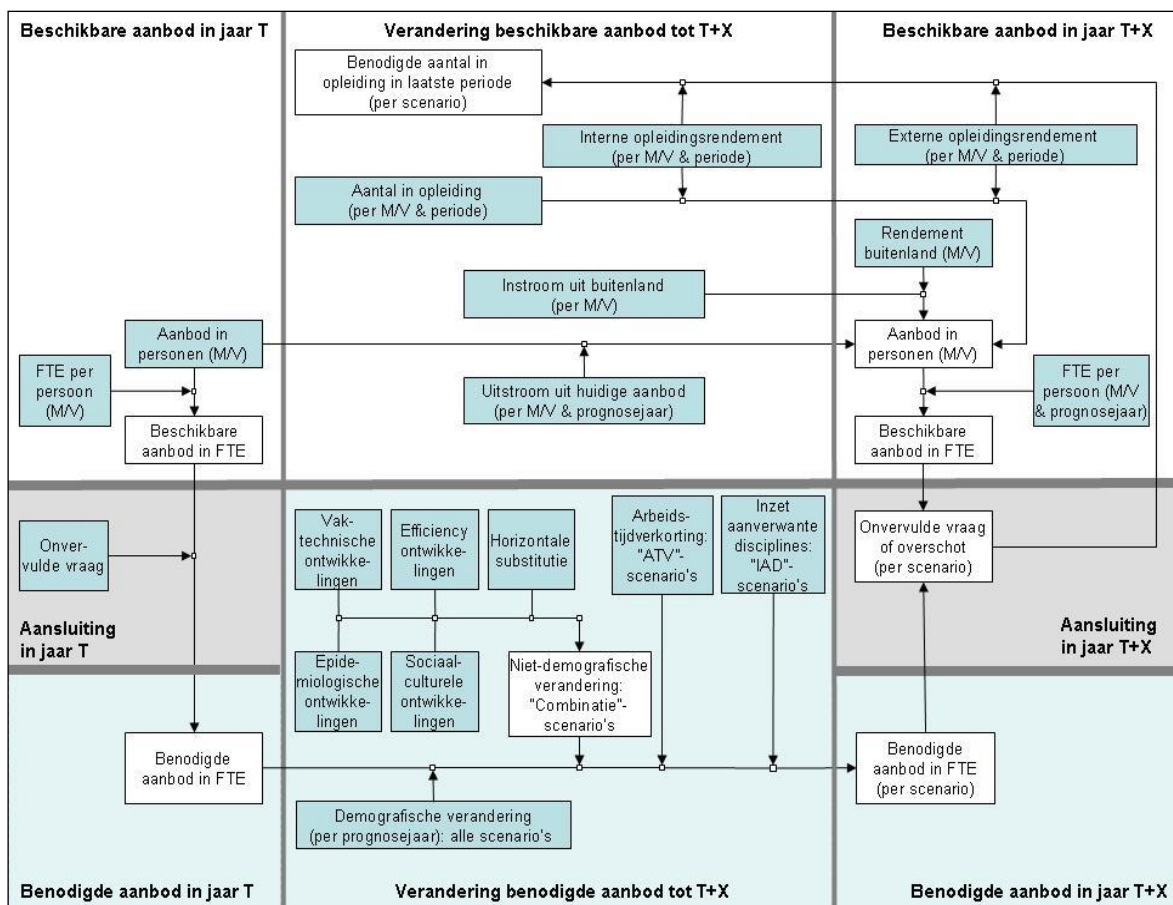 Beschikbare aanbod in jaar T
Verandering beschikbare aanbod tot T+X
Beschikbare aanbod in jaar T+X
Benodigde aantal in
opleiding in laatste periode
(per scenario)
Interne opleidingsrendement
(per M/V & periode)
Externe opleidingsrendement
(per M/V & periode)
Aantal in opleiding
(per M/V & periode)
Rendement
buitenland (M/V)
Instroom uit buitenland
(per M/V)
Aanbod in
personen (M/V)
Aanbod in
personen (M/V)
FTE per
persoon
(M/V)
Uitstroom uit huidige aanbod
(per M/V & prognosejaar)
FTE per
persoon (M/V
& prognosejaar)
Beschikbare
aanbod in FTE
Beschikbare
aanbod in FTE
Onver-
vulde vraag
Vak-
technische
ontwikke-
lingen
Efficiency
ontwikke-
lingen
Horizontale
substitutie
Arbeids-
tijdverkorting:
"ATV"-
scenario's
Inzet
aanverwante
disciplines:
"IAD"-
scenario's
Onvervulde vraag
of overschot
(per scenario)
Aansluiting
in jaar T
Aansluiting
in jaar T+X
Epide-
miologische
ontwikke-
lingen
Sociaal-
culturele
ontwikke-
lingen
Niet-demografische
verandering:
"Combinatie"-
scenario's
Benodigde
aanbod in FTE
Benodigde
aanbod in FTE
(per scenario)
Demografische verandering
(per prognosejaar): alle scenario's
Benodigde aanbod in jaar T
Verandering benodigde aanbod tot T+X
Benodigde aanbod in jaar T+X